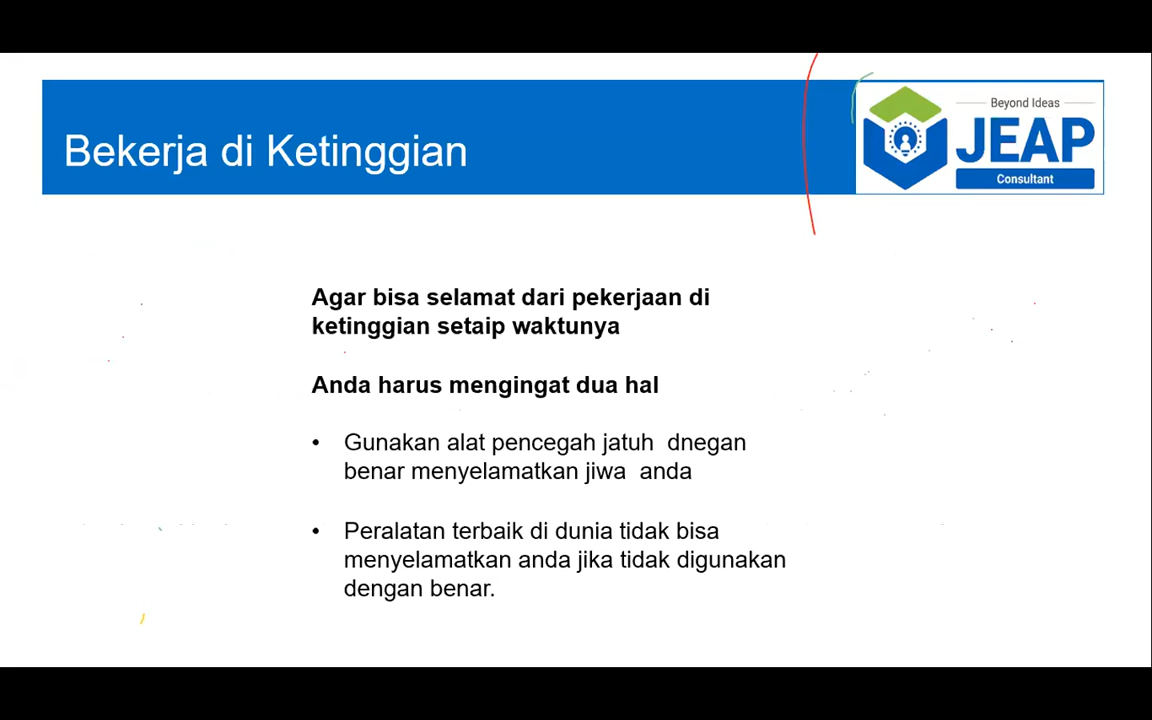 Bekerja di Ketinggian
Beyond Ideas
JEAP
Consultant
Agar bisa selamat dari pekerjaan di
ketinggian setaip waktunya
Anda harus mengingat dua hal
• Gunakan alat pencegah jatuh dnegan
benar menyelamatkan jiwa anda
• Peralatan terbaik di dunia tidak bisa
menyelamatkan anda jika tidak digunakan
dengan benar.